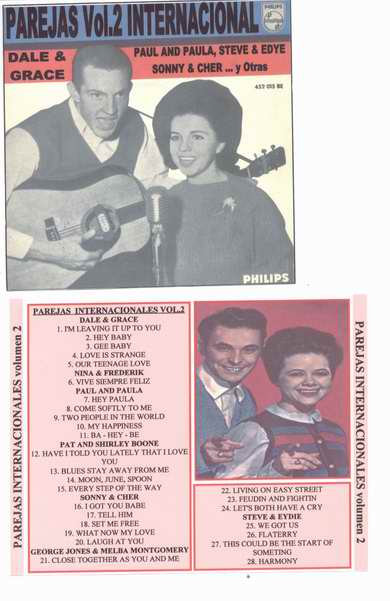 PAREJAS Vol.2 INTERNACIONAL
PHILIPS
DALE &
GRACE
PAUL AND PAULA, STEVE & EDYE
SONNY & CHER ... y Otras
PHILIPS
PAREJAS INTERNACIONALES volumen 2
PAREJAS INTERNACIONALES VOL.2
DALE & GRACE
1. I'M LEAVING IT UP TO YOU
2. HEY BABY
3. GEE BABY
4. LOVE IS STRANGE
5. OUR TEENAGE LOVE
NINA & FREDERIK
6. VIVE SIEMPRE FELIZ
PAUL AND PAULA
7. HEY PAULA
8. COME SOFTLY TO ME
9. TWO PEOPLE IN THE WORLD
10. MY HAPPINESS
11. BA - HEY - BE
PAT AND SHIRLEY BOONE
12. HAVE I TOLD YOU LATELY THAT I LOVE
YOU
13. BLUES STAY AWAY FROM ME
14. MOON, JUNE, SPOON
15. EVERY STEP OF THE WAY
SONNY & CHER
16. I GOT YOU BABE
17. TELL HIM
18. SET ME FREE
19. WHAT NOW MY LOVE
20. LAUGH AT YOU
GEORGE JONES & MELBA MONTGOMERY
21. CLOSE TOGETHER AS YOU AND ME
22. LIVING ON EASY STREET
23. FEUDIN AND FIGHTIN
24. LET'S BOTH HAVE A CRY
STEVE & EYDIE
25. WE GOT US
26. FLATERRY
27. THIS COULD BE THE START OF
SOMETING
28. HARMONY
PAREJAS INTERNACIONALES volumen 2